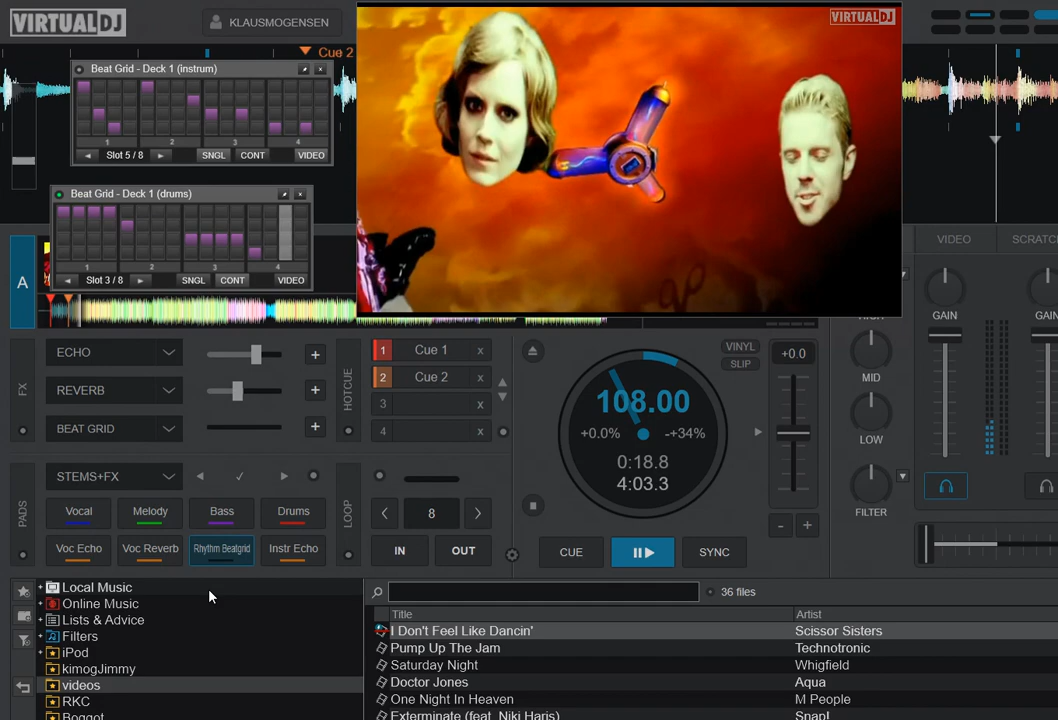 VIRTUALDJ
KLAUSMOGENSEN
VIRTUALDJ
Cue 2
Beat Grid - Deck 1 (instrum)
1 2 3 4
Slot 5 / 8
SNGL CONT VIDEO
Beat Grid - Deck 1 (drums)
1 2 3 4
Slot 3 / 8
SNGL CONT VIDEO
A
VIDEO SCRATCH
GAIN GAIN
MID
LOW
FILTER
FX
ECHO
REVERB
BEAT GRID
HOTCUE
1 Cue 1 x
2 Cue 2 x
3 x
4 x
VINYL
SLIP
+0.0
108.00
+0.0% -+34%
0:18.8
4:03.3
PADS
STEMS+FX
Vocal Melody Bass Drums
Voc Echo Voc Reverb Rhythm Beatgrid Instr Echo
LOOP
8
IN OUT
CUE SYNC
- +
Local Music
Online Music
Lists & Advice
Filters
iPod
kimogJimmy
videos
RKC
Boggot
36 files
Title Artist
I Don't Feel Like Dancin' Scissor Sisters
Pump Up The Jam Technotronic
Saturday Night Whigfield
Doctor Jones Aqua
One Night In Heaven M People
Exterminate (feat. Niki Haris) Snap!